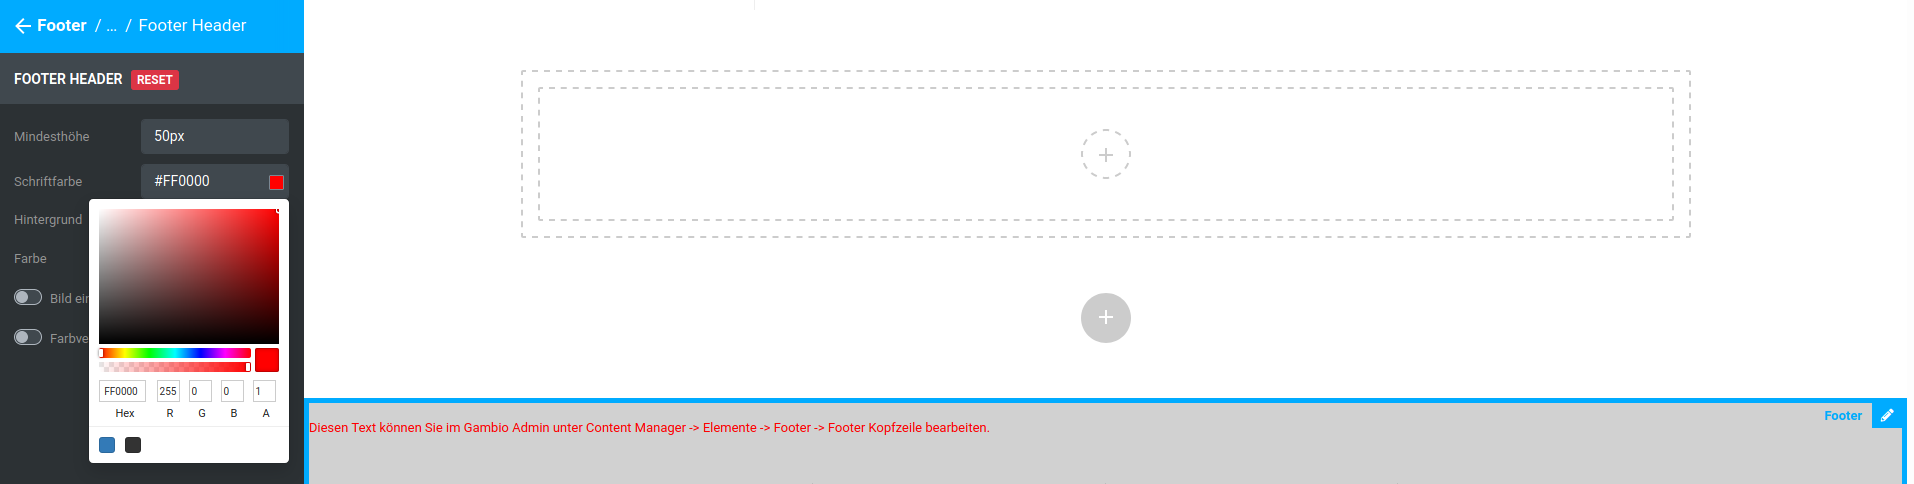 Footer / ... / Footer Header
FOOTER HEADER RESET
Mindesthöhe 50px
Schriftfarbe #FF0000
Hintergrund
Farbe
Bild ein
Farbve
FF0000 255 0 0 1
Hex R G B A
Footer
Diesen Text können Sie im Gambio Admin unter Content Manager -> Elemente -> Footer -> Footer Kopfzeile bearbeiten.